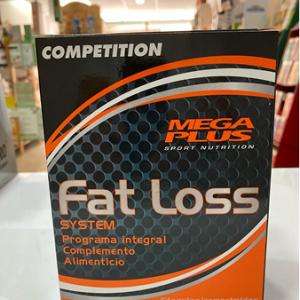 COMPETITION
MEGA
PLUS
SPORT NUTRITION
Fat Loss
SYSTEM
Programa Integral
Complemento
Alimenticio